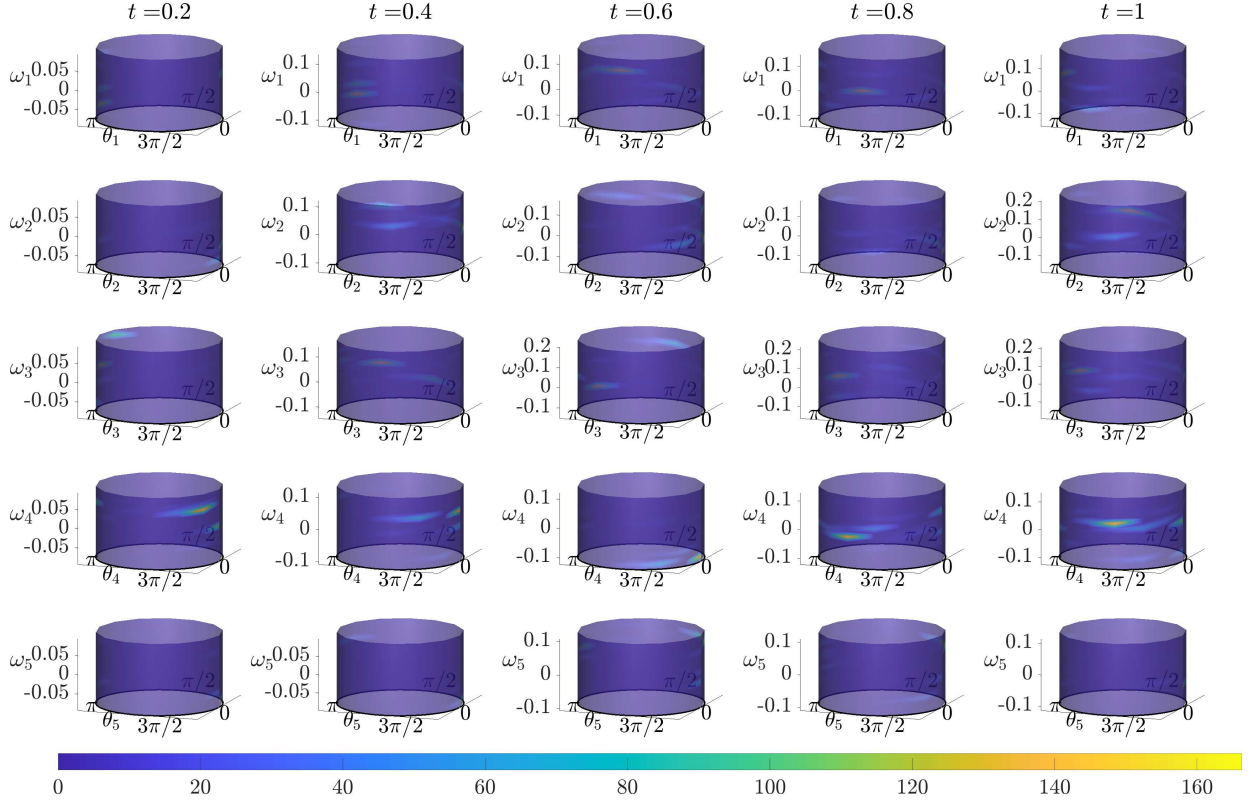 t =0.2 t =0.4 t =0.6 t =0.8 t =1
ω1 0.05 0 -0.05 π θ1 3π/2 π/2 0
ω1 0.1 0 -0.1 π θ1 3π/2 π/2 0
ω1 0.1 0 -0.1 π θ1 3π/2 π/2 0
ω1 0.1 0 -0.1 π θ1 3π/2 π/2 0
ω1 0.1 0 -0.1 π θ1 3π/2 π/2 0
ω2 0.05 0 -0.05 π θ2 3π/2 π/2 0
ω2 0.1 0 -0.1 π θ2 3π/2 π/2 0
ω2 0.1 0 -0.1 π θ2 3π/2 π/2 0
ω2 0.1 0 -0.1 π θ2 3π/2 π/2 0
ω2 0.2 0.1 0 -0.1 π θ2 3π/2 π/2 0
ω3 0.05 0 -0.05 π θ3 3π/2 π/2 0
ω3 0.1 0 -0.1 π θ3 3π/2 π/2 0
ω3 0.2 0.1 0 -0.1 π θ3 3π/2 π/2 0
ω3 0.2 0.1 0 -0.1 π θ3 3π/2 π/2 0
ω3 0.2 0.1 0 -0.1 π θ3 3π/2 π/2 0
ω4 0.05 0 -0.05 π θ4 3π/2 π/2 0
ω4 0.1 0 -0.1 π θ4 3π/2 π/2 0
ω4 0.1 0 -0.1 π θ4 3π/2 π/2 0
ω4 0.1 0 -0.1 π θ4 3π/2 π/2 0
ω4 0.1 0 -0.1 π θ4 3π/2 π/2 0
ω5 0.05 0 -0.05 π θ5 3π/2 π/2 0
ω5 0.05 0 -0.05 π θ5 3π/2 π/2 0
ω5 0.1 0 -0.1 π θ5 3π/2 π/2 0
ω5 0.1 0 -0.1 π θ5 3π/2 π/2 0
ω5 0.1 0 -0.1 π θ5 3π/2 π/2 0
0 20 40 60 80 100 120 140 160